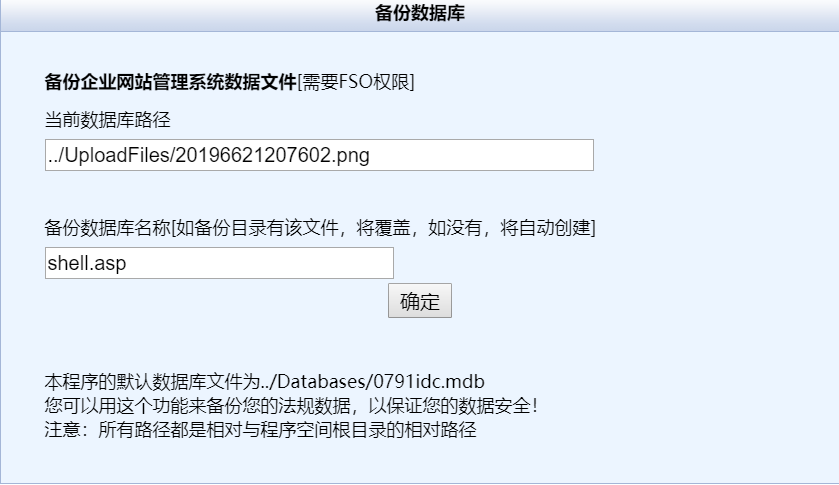 备份数据库
备份企业网站管理系统数据文件[需要FSO权限]
当前数据库路径
../UploadFiles/20196621207602.png
备份数据库名称[如备份目录有该文件，将覆盖，如没有，将自动创建]
shell.asp
确定
本程序的默认数据库文件为../Databases/0791idc.mdb
您可以用这个功能来备份您的法规数据，以保证您的数据安全！
注意：所有路径都是相对与程序空间根目录的相对路径